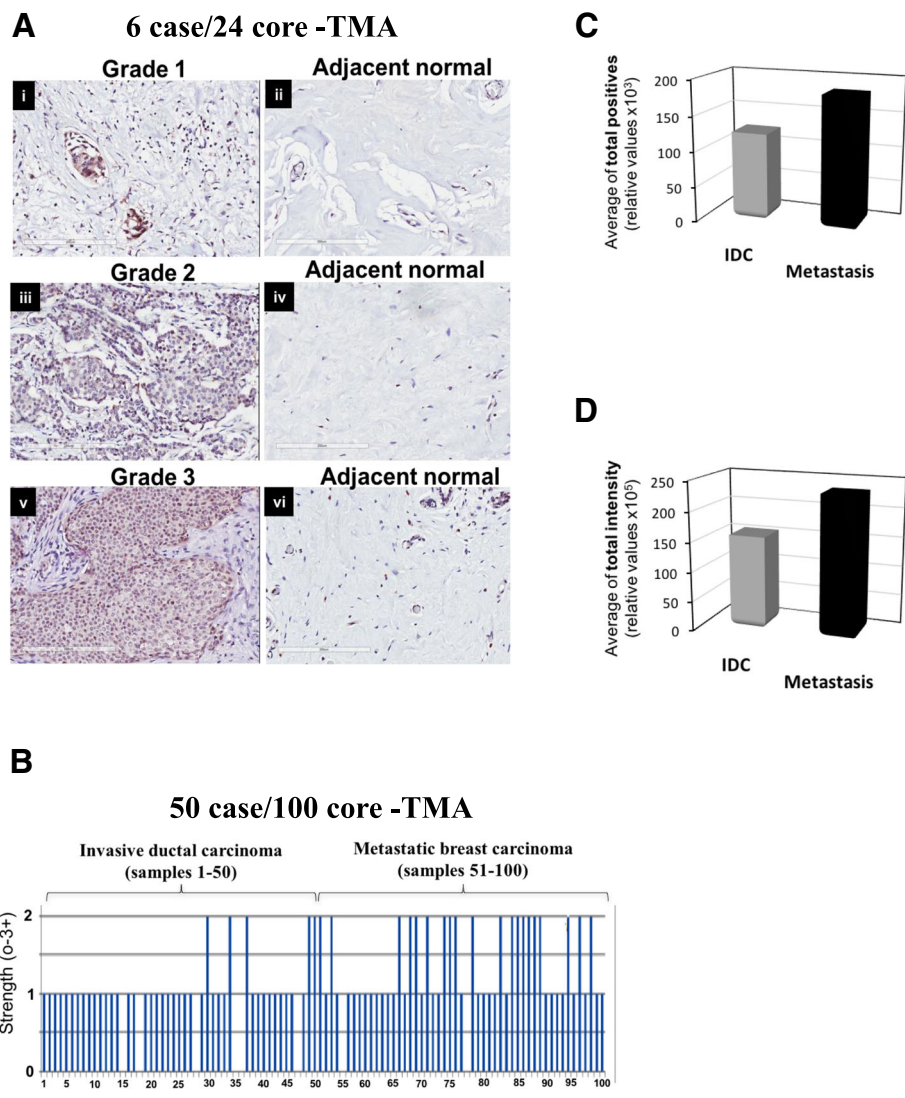 A
6 case/24 core -TMA
Grade 1
Adjacent normal
i
ii
Grade 2
Adjacent normal
iii
iv
Grade 3
Adjacent normal
v
vi
B
50 case/100 core -TMA
Invasive ductal carcinoma
(samples 1-50)
Metastatic breast carcinoma
(samples 51-100)
Strength (o-3+)
2
1
0
1 5 10 15 20 25 30 35 40 45 50 55 60 65 70 75 80 85 90 95 100
C
Average of total positives
(relative values x10³)
200
150
100
50
0
IDC
Metastasis
D
Average of total intensity
(relative values x10⁵)
250
200
150
100
50
0
IDC
Metastasis